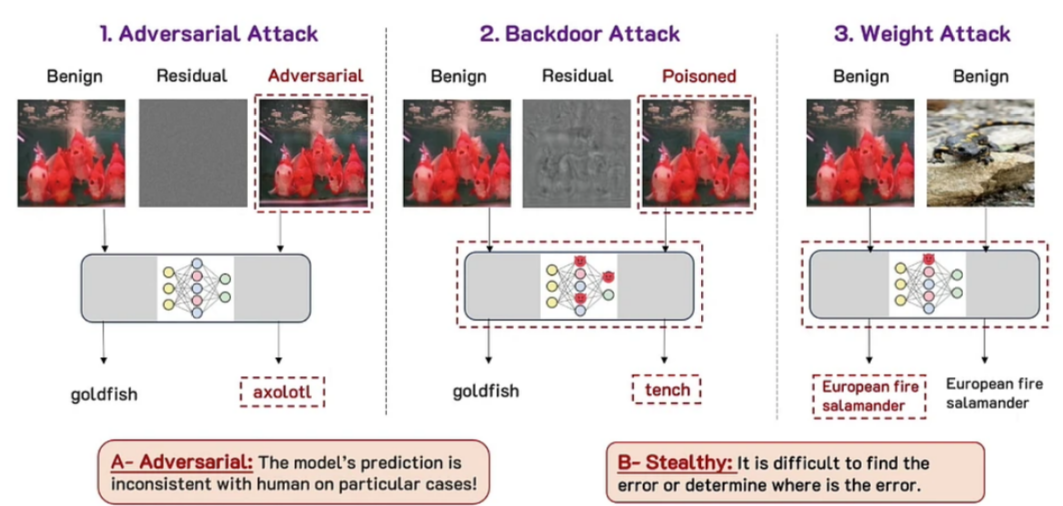 1. Adversarial Attack
Benign
Residual
Adversarial
goldfish
axolotl
2. Backdoor Attack
Benign
Residual
Poisoned
goldfish
tench
3. Weight Attack
Benign
Benign
European fire
salamander
European fire
salamander
A- Adversarial: The model's prediction is
inconsistent with human on particular cases!
B- Stealthy: It is difficult to find the
error or determine where is the error.